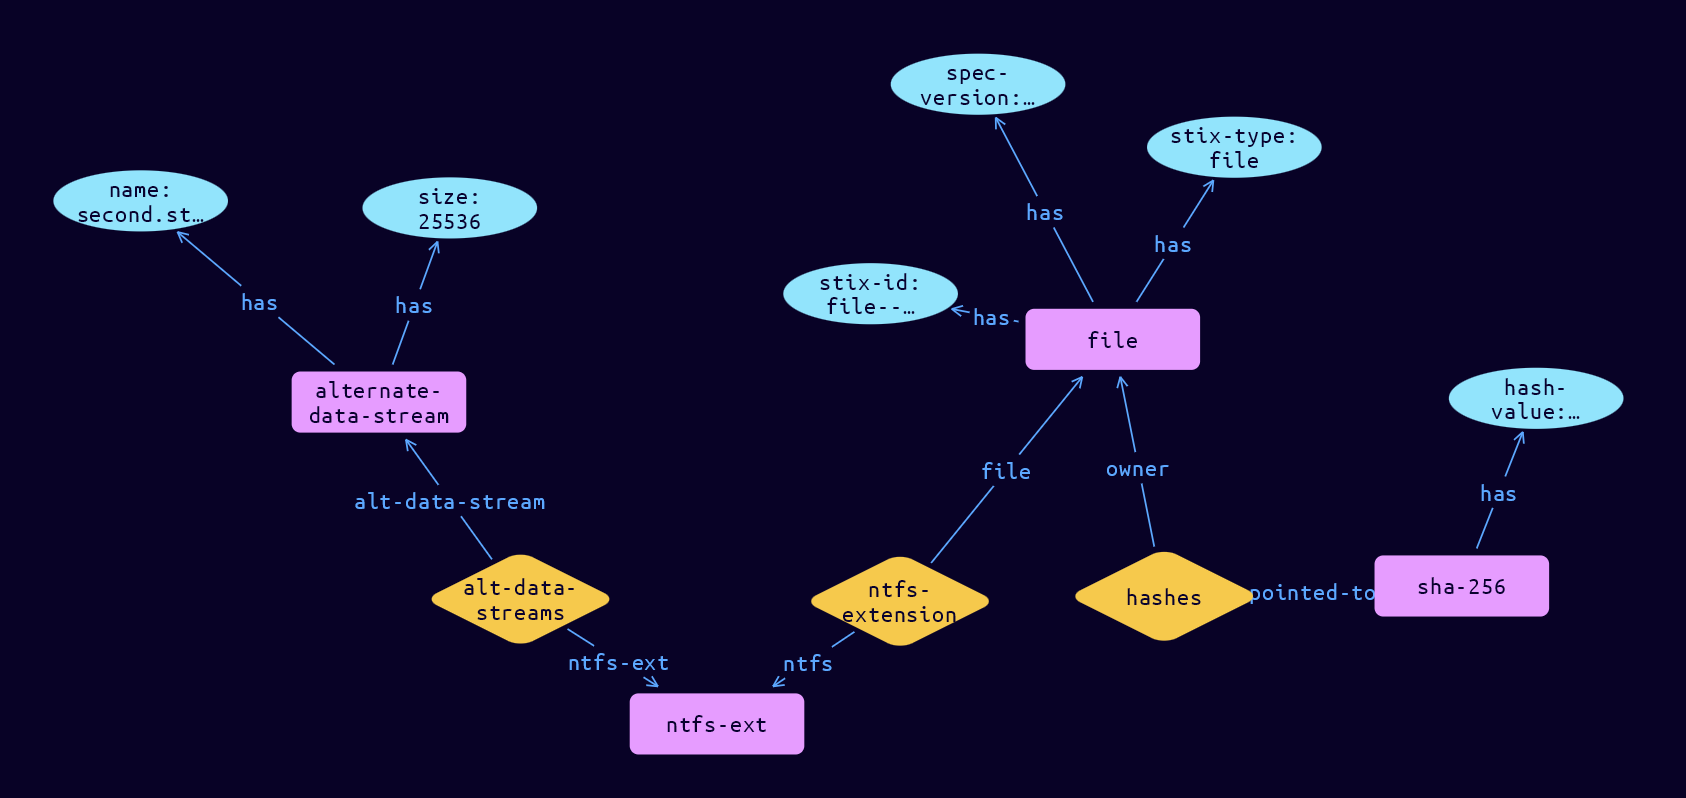 spec-
version:…
stix-type:
file
name:
second.st…
size:
25536
has
has
stix-id:
file--…
has
has
has-
file
alternate-
data-stream
hash-
value:…
file
owner
has
alt-data-stream
alt-data-
streams
ntfs-
extension
hashes
pointed-to
sha-256
ntfs-ext
ntfs
ntfs-ext